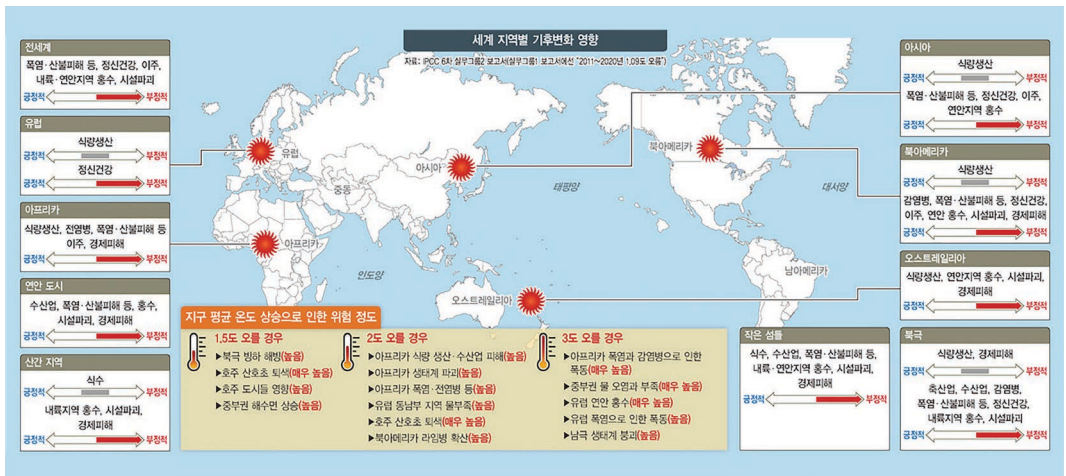 세계 지역별 기후변화 영향
자료: IPCC 6차 실무그룹2 보고서(실무그룹1 보고서에선 "2011~2020년 1.09도 오름")
전세계
폭염·산불피해 등, 정신건강, 이주,
내륙·연안지역 홍수, 시설파괴
긍정적 부정적
유럽
식량생산
긍정적 부정적
정신건강
긍정적 부정적
아프리카
식량생산, 전염병, 폭염·산불피해 등
이주, 경제피해
긍정적 부정적
연안 도시
수산업, 폭염·산불피해 등, 홍수,
시설파괴, 경제피해
긍정적 부정적
산간 지역
식수
긍정적 부정적
내륙지역 홍수, 시설파괴,
경제피해
긍정적 부정적
유럽
중동
아시아
아프리카
인도양
태평양
오스트레일리아
북아메리카
대서양
남아메리카
지구 평균 온도 상승으로 인한 위험 정도
1.5도 오를 경우
▶북극 빙하 해빙(높음)
▶호주 산호초 퇴색(매우 높음)
▶호주 도시들 영향(높음)
▶중부권 해수면 상승(높음)
2도 오를 경우
▶아프리카 식량 생산·수산업 피해(높음)
▶아프리카 생태계 파괴(높음)
▶아프리카 폭염·전염병 등(높음)
▶유럽 동남부 지역 물부족(높음)
▶호주 산호초 퇴색(매우 높음)
▶북아메리카 라임병 확산(높음)
3도 오를 경우
▶아프리카 폭염과 감염병으로 인한
폭동(매우 높음)
▶중부권 물 오염과 부족(매우 높음)
▶유럽 연안 홍수(매우 높음)
▶유럽 폭염으로 인한 폭동(높음)
▶남극 생태계 붕괴(높음)
아시아
식량생산
긍정적 부정적
폭염·산불피해 등, 정신건강, 이주,
연안지역 홍수
긍정적 부정적
북아메리카
식량생산
긍정적 부정적
감염병, 폭염·산불피해 등, 정신건강,
이주, 연안 홍수, 시설파괴, 경제피해
긍정적 부정적
오스트레일리아
식량생산, 연안지역 홍수, 시설파괴,
경제피해
긍정적 부정적
작은 섬들
식수, 수산업, 폭염·산불피해 등,
내륙·연안지역 홍수, 시설파괴,
경제피해
긍정적 부정적
북극
식량생산, 경제피해
긍정적 부정적
축산업, 수산업, 감염병,
폭염·산불피해 등, 정신건강,
내륙지역 홍수, 시설파괴
긍정적 부정적